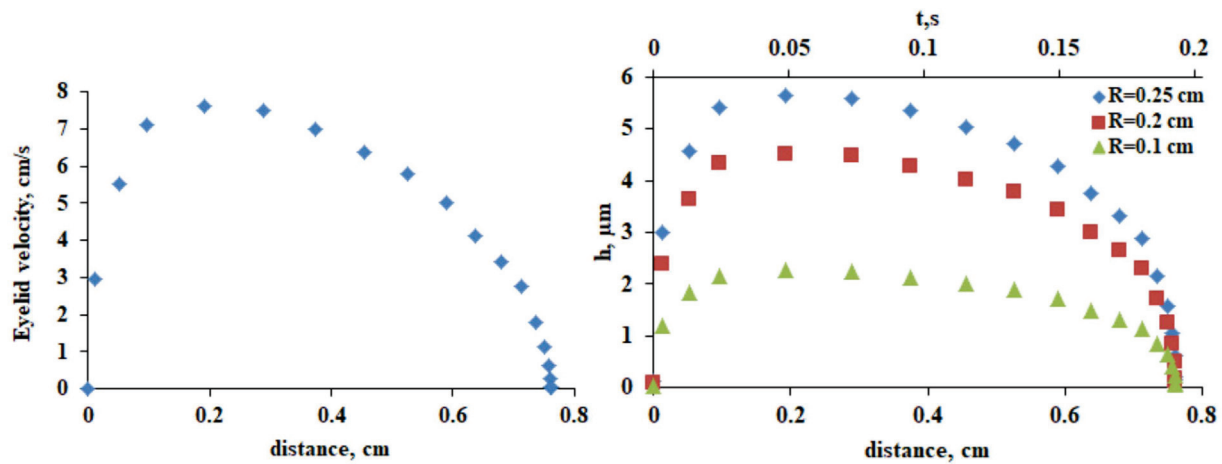 Eyelid velocity, cm/s
8
7
6
5
4
3
2
1
0
0 0.2 0.4 0.6 0.8
distance, cm
t,s
0 0.05 0.1 0.15 0.2
h, μm
6
5
4
3
2
1
0
R=0.25 cm
R=0.2 cm
R=0.1 cm
0 0.2 0.4 0.6 0.8
distance, cm